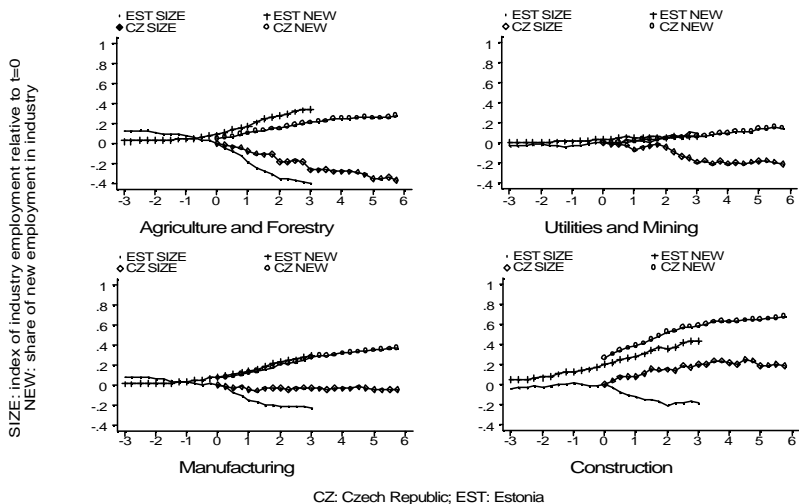 SIZE: index of industry employment relative to t=0
NEW: share of new employment in industry
EST SIZE EST NEW
CZ SIZE CZ NEW
1
.8
.6
.4
.2
0
-.2
-.4
-3 -2 -1 0 1 2 3 4 5 6
Agriculture and Forestry
EST SIZE EST NEW
CZ SIZE CZ NEW
1
.8
.6
.4
.2
0
-.2
-.4
-3 -2 -1 0 1 2 3 4 5 6
Utilities and Mining
EST SIZE EST NEW
CZ SIZE CZ NEW
1
.8
.6
.4
.2
0
-.2
-.4
-3 -2 -1 0 1 2 3 4 5 6
Manufacturing
EST SIZE EST NEW
CZ SIZE CZ NEW
1
.8
.6
.4
.2
0
-.2
-.4
-3 -2 -1 0 1 2 3 4 5 6
Construction
CZ: Czech Republic; EST: Estonia